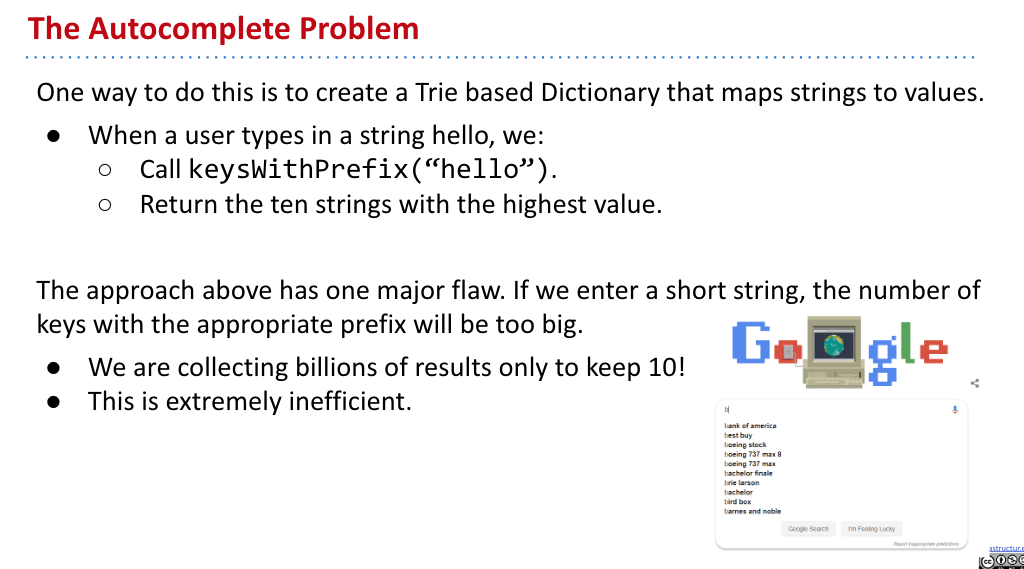 The Autocomplete Problem
One way to do this is to create a Trie based Dictionary that maps strings to values.
● When a user types in a string hello, we:
○ Call keysWithPrefix(“hello”).
○ Return the ten strings with the highest value.
The approach above has one major flaw. If we enter a short string, the number of
keys with the appropriate prefix will be too big.
● We are collecting billions of results only to keep 10!
● This is extremely inefficient.
Google
b
bank of america
best buy
boeing stock
boeing 737 max 8
boeing 737 max
bachelor finale
brie larson
bachelor
bird box
barnes and noble
Google Search I'm Feeling Lucky
Report inappropriate predictions